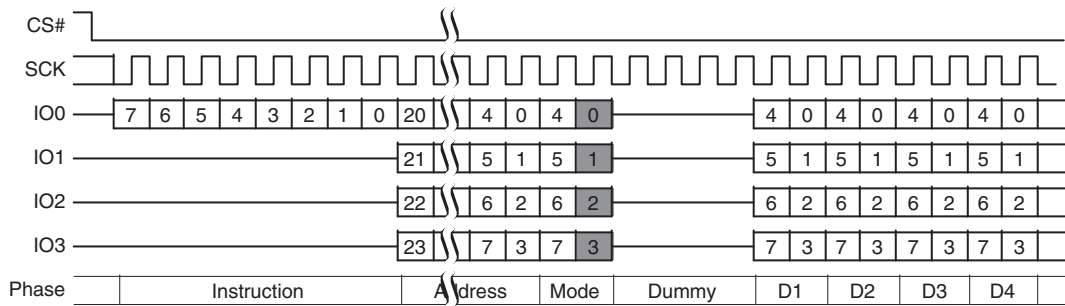 CS#
SCK
IO0 7 6 5 4 3 2 1 0 20 4 0 4 0 4 0 4 0 4 0 4 0
IO1 21 5 1 5 1 5 1 5 1 5 1 5 1
IO2 22 6 2 6 2 6 2 6 2 6 2 6 2
IO3 23 7 3 7 3 7 3 7 3 7 3 7 3
Phase Instruction Address Mode Dummy D1 D2 D3 D4